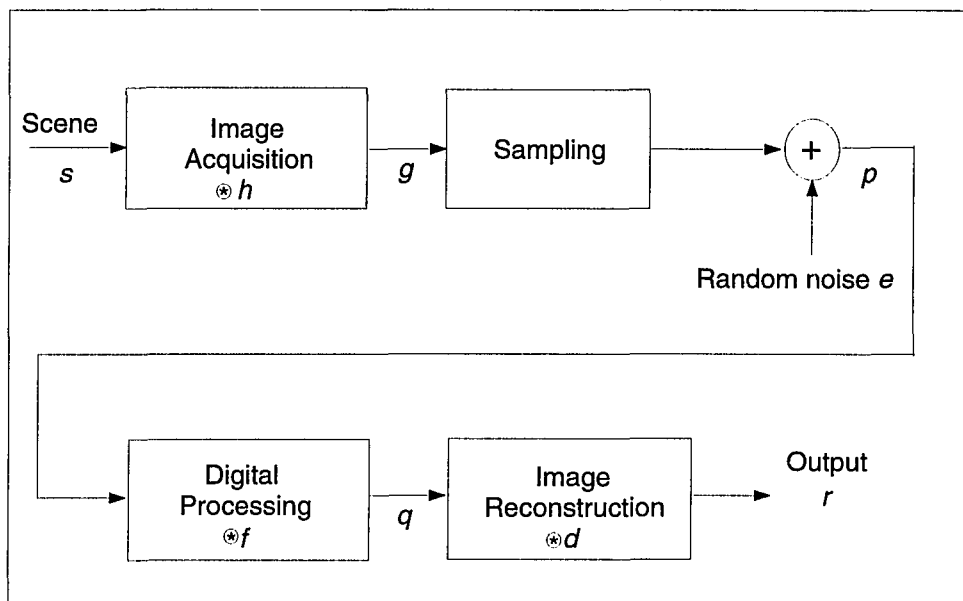 Scene
s
Image
Acquisition
⊛ h
g
Sampling
+
p
Random noise e
Digital
Processing
⊛ f
q
Image
Reconstruction
⊛ d
Output
r